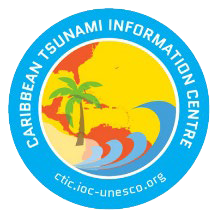 CARIBBEAN TSUNAMI INFORMATION CENTRE
ctic.ioc-unesco.org